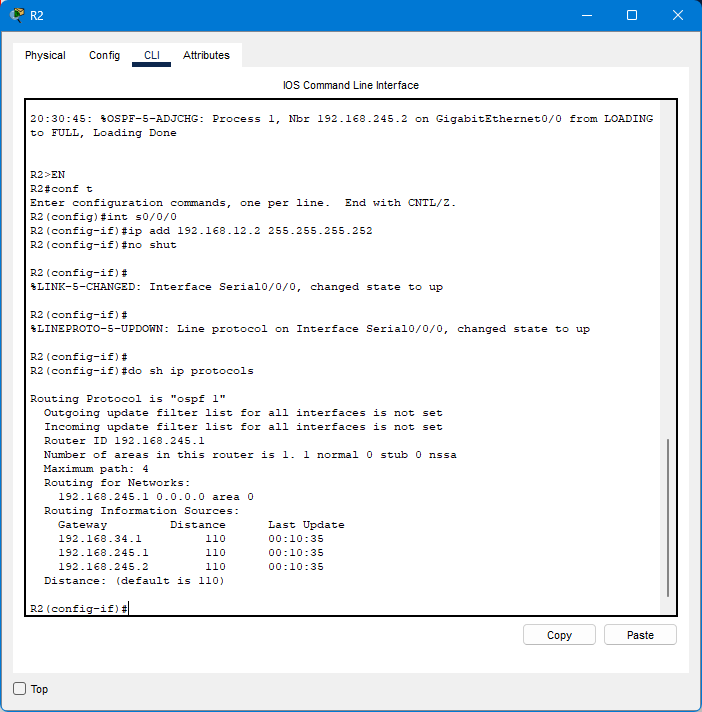 R2
Physical Config CLI Attributes
IOS Command Line Interface
20:30:45: %OSPF-5-ADJCHG: Process 1, Nbr 192.168.245.2 on GigabitEthernet0/0 from LOADING
to FULL, Loading Done
R2>EN
R2#conf t
Enter configuration commands, one per line.  End with CNTL/Z.
R2(config)#int s0/0/0
R2(config-if)#ip add 192.168.12.2 255.255.255.252
R2(config-if)#no shut
R2(config-if)#
%LINK-5-CHANGED: Interface Serial0/0/0, changed state to up
R2(config-if)#
%LINEPROTO-5-UPDOWN: Line protocol on Interface Serial0/0/0, changed state to up
R2(config-if)#
R2(config-if)#do sh ip protocols
Routing Protocol is "ospf 1"
  Outgoing update filter list for all interfaces is not set
  Incoming update filter list for all interfaces is not set
  Router ID 192.168.245.1
  Number of areas in this router is 1. 1 normal 0 stub 0 nssa
  Maximum path: 4
  Routing for Networks:
    192.168.245.1 0.0.0.0 area 0
  Routing Information Sources:
    Gateway         Distance      Last Update
    192.168.34.1         110      00:10:35
    192.168.245.1        110      00:10:35
    192.168.245.2        110      00:10:35
  Distance: (default is 110)
R2(config-if)#
Copy Paste
Top